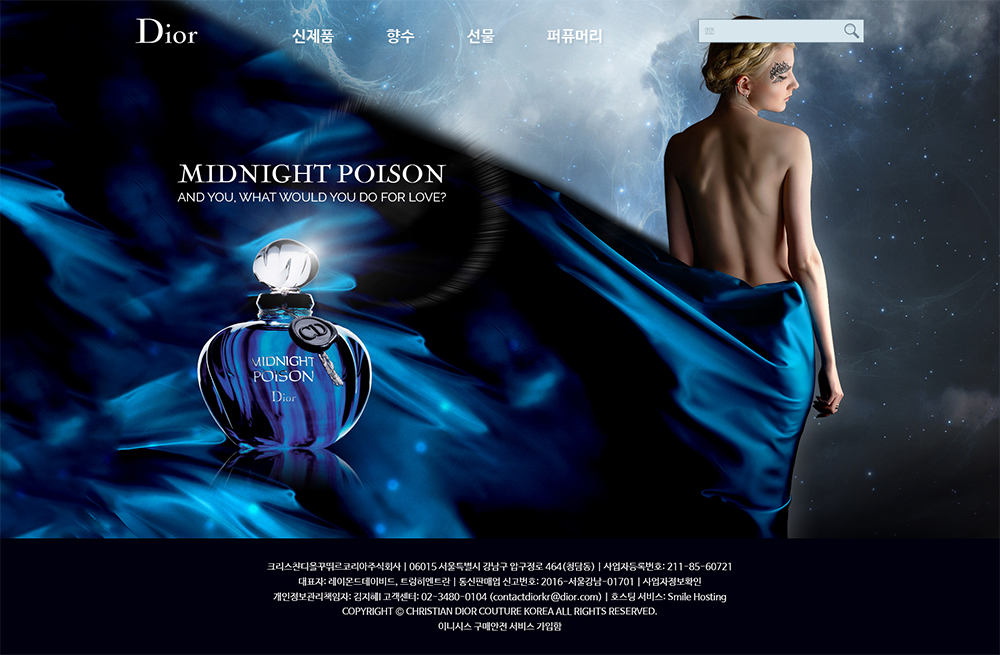 Dior
신제품 향수 선물 퍼퓨머리
MIDNIGHT POISON
AND YOU, WHAT WOULD YOU DO FOR LOVE?
CD
MIDNIGHT
POISON
Dior
크리스챤디올꾸뛰르코리아주식회사 | 06015 서울특별시 강남구 압구정로 464(청담동) | 사업자등록번호: 211-85-60721
대표자: 레이몬드데이비드, 트렁히엔트란 | 통신판매업 신고번호: 2016-서울강남-01701 | 사업자정보확인
개인정보관리책임자: 김지혜I 고객센터: 02-3480-0104 (contactdiorkr@dior.com) | 호스팅 서비스: Smile Hosting
COPYRIGHT © CHRISTIAN DIOR COUTURE KOREA ALL RIGHTS RESERVED.
이니시스 구매안전 서비스 가입함